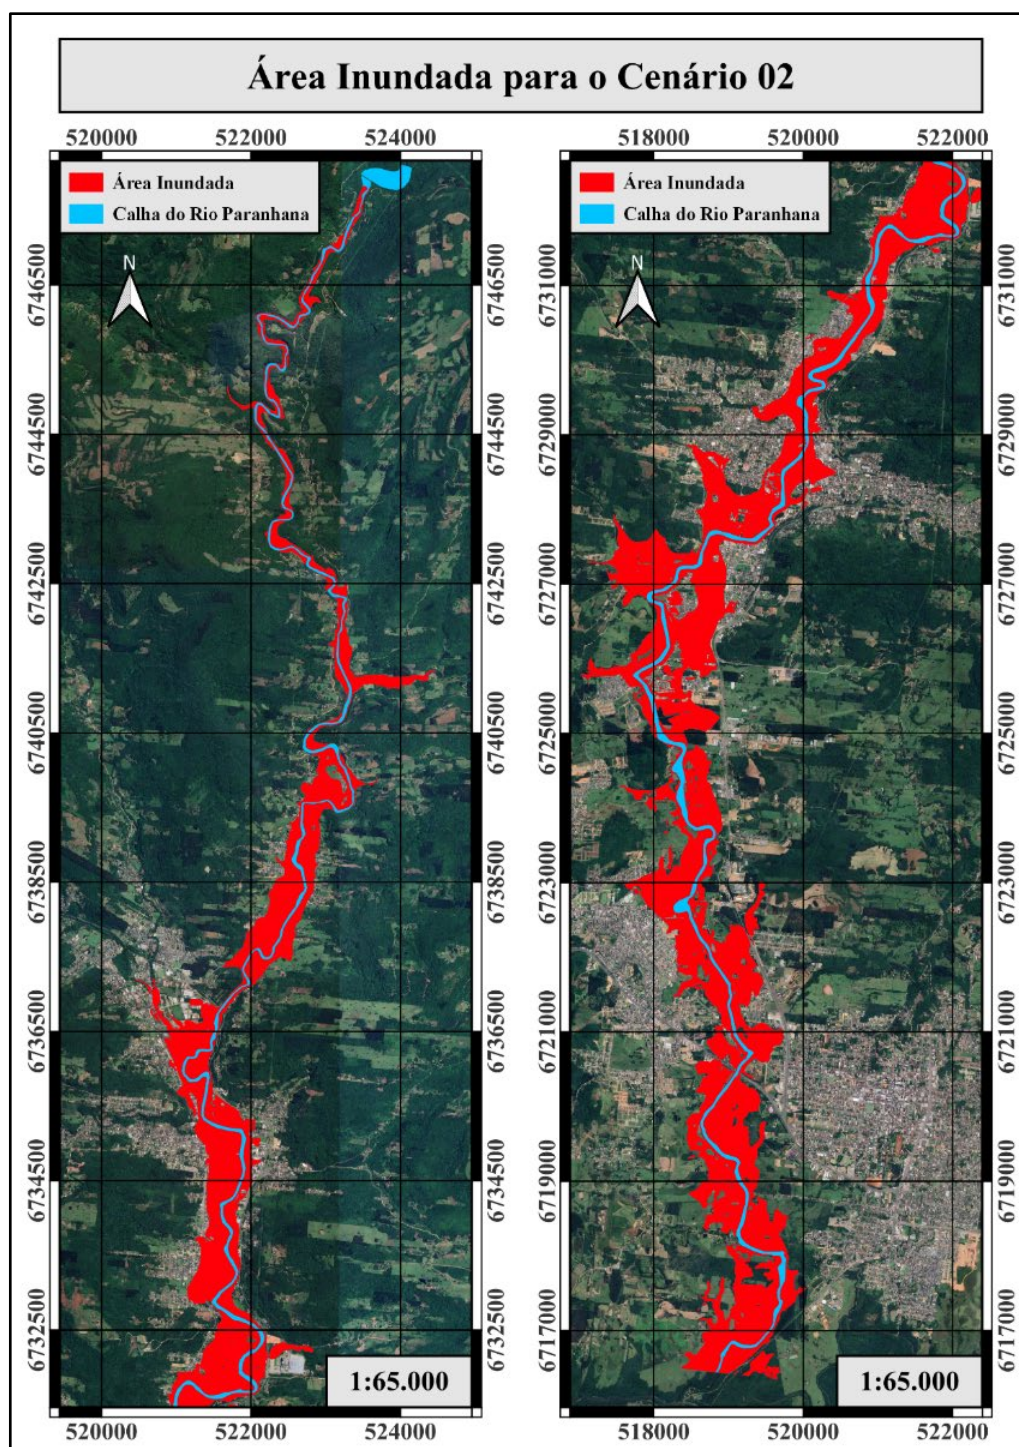 Área Inundada para o Cenário 02
520000 522000 524000
518000 520000 522000
Área Inundada
Calha do Rio Paranhana
N
6746500 6746500
6744500 6744500
6742500 6742500
6740500 6740500
6738500 6738500
6736500 6736500
6734500 6734500
6732500 6732500
1:65.000
520000 522000 524000
Área Inundada
Calha do Rio Paranhana
N
6731000 6731000
6729000 6729000
6727000 6727000
6725000 6725000
6723000 6723000
6721000 6721000
6719000 6719000
6717000 6717000
1:65.000
518000 520000 522000